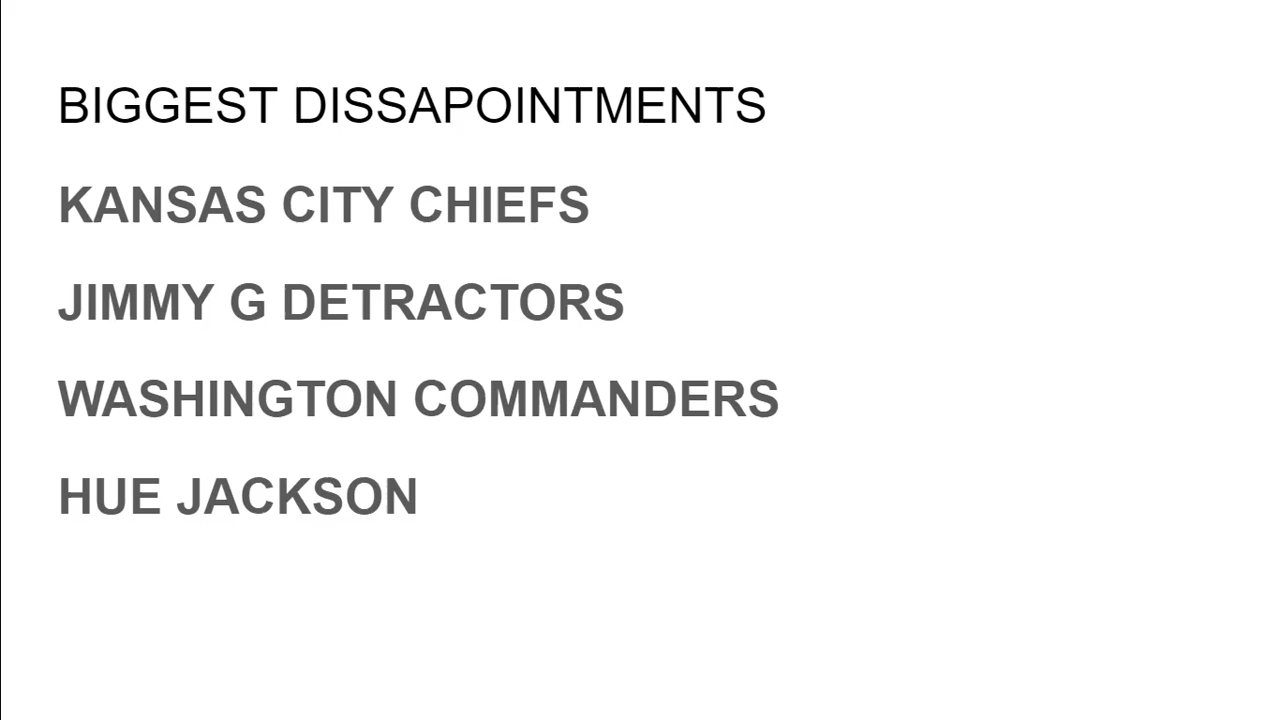 BIGGEST DISSAPOINTMENTS
KANSAS CITY CHIEFS
JIMMY G DETRACTORS
WASHINGTON COMMANDERS
HUE JACKSON